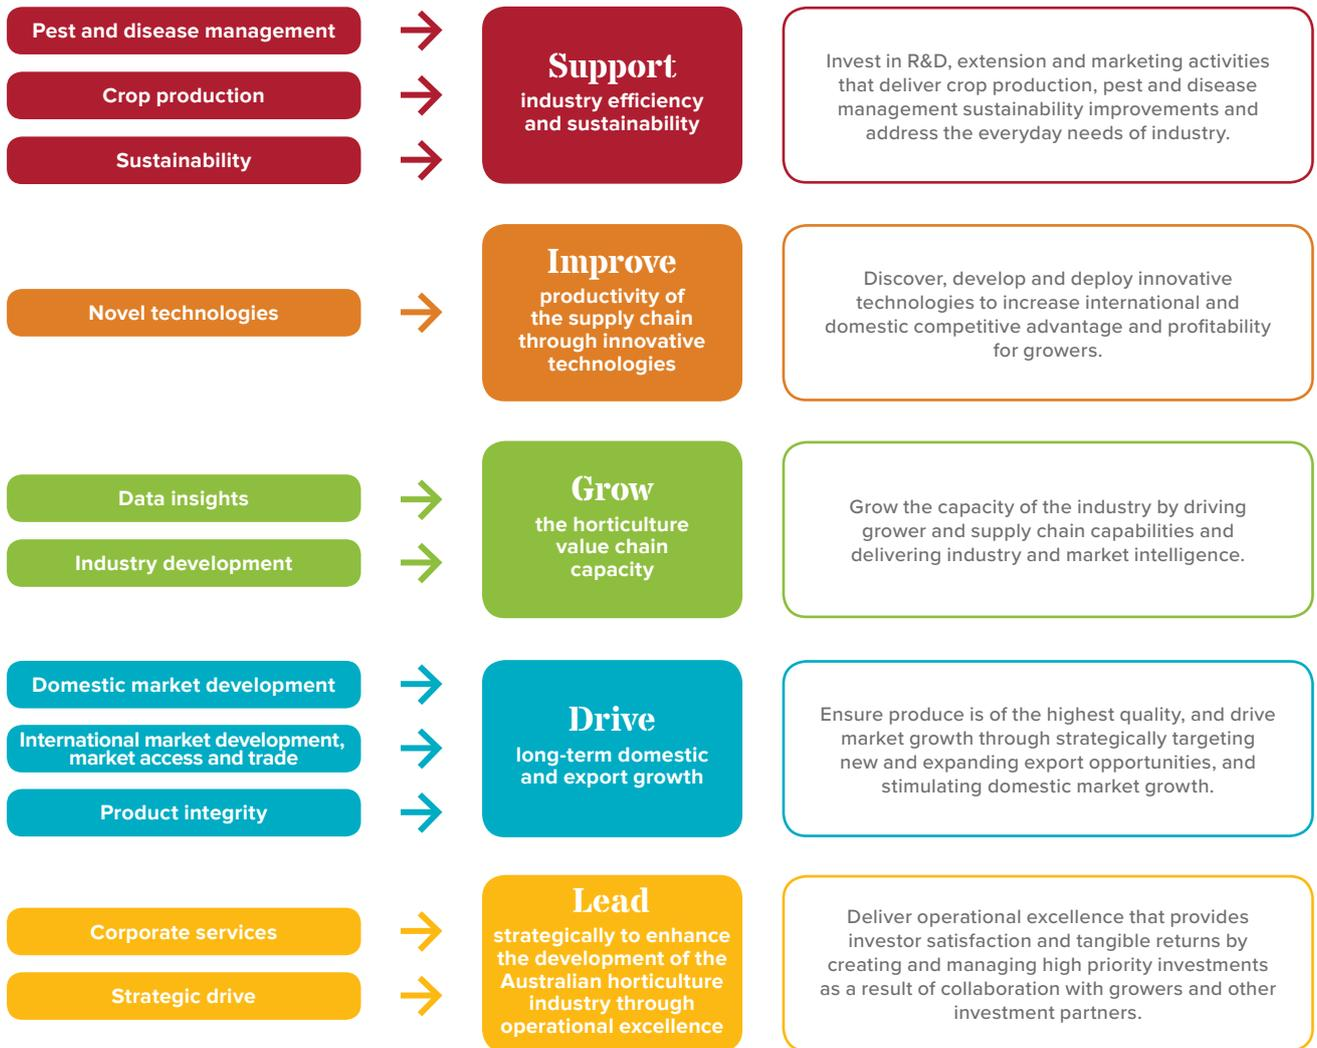 Pest and disease management
Crop production
Sustainability
Support
industry efficiency
and sustainability
Invest in R&D, extension and marketing activities
that deliver crop production, pest and disease
management sustainability improvements and
address the everyday needs of industry.
Novel technologies
Improve
productivity of
the supply chain
through innovative
technologies
Discover, develop and deploy innovative
technologies to increase international and
domestic competitive advantage and profitability
for growers.
Data insights
Industry development
Grow
the horticulture
value chain
capacity
Grow the capacity of the industry by driving
grower and supply chain capabilities and
delivering industry and market intelligence.
Domestic market development
International market development,
market access and trade
Product integrity
Drive
long-term domestic
and export growth
Ensure produce is of the highest quality, and drive
market growth through strategically targeting
new and expanding export opportunities, and
stimulating domestic market growth.
Corporate services
Strategic drive
Lead
strategically to enhance
the development of the
Australian horticulture
industry through
operational excellence
Deliver operational excellence that provides
investor satisfaction and tangible returns by
creating and managing high priority investments
as a result of collaboration with growers and other
investment partners.